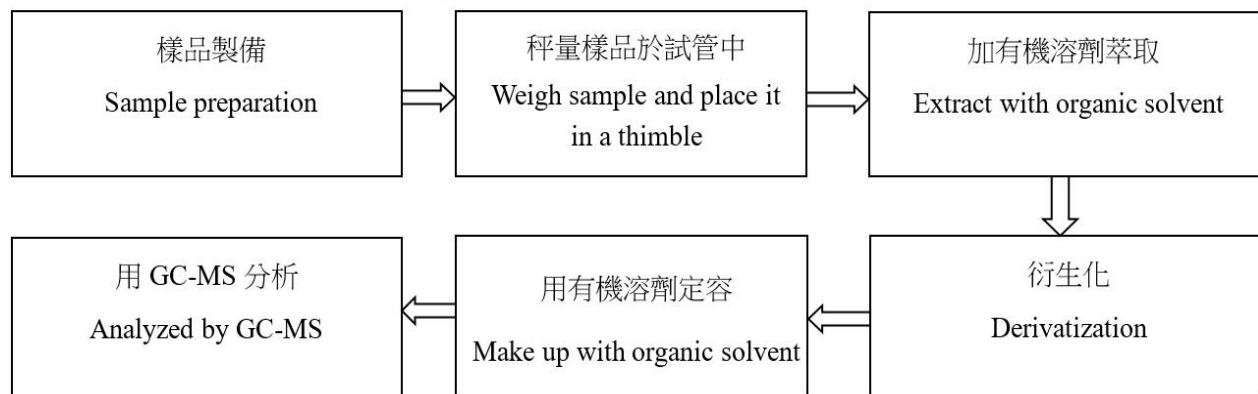 樣品製備
Sample preparation
秤量樣品於試管中
Weigh sample and place it
in a thimble
加有機溶劑萃取
Extract with organic solvent
衍生化
Derivatization
用有機溶劑定容
Make up with organic solvent
用 GC-MS 分析
Analyzed by GC-MS